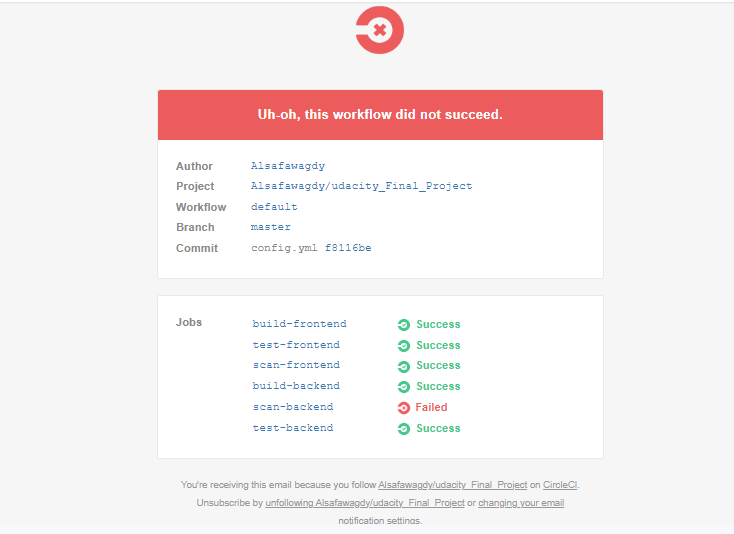 Uh-oh, this workflow did not succeed.
Author Alsafawagdy
Project Alsafawagdy/udacity_Final_Project
Workflow default
Branch master
Commit config.yml f8116be
Jobs build-frontend Success
test-frontend Success
scan-frontend Success
build-backend Success
scan-backend Failed
test-backend Success
You're receiving this email because you follow Alsafawagdy/udacity_Final_Project on CircleCI.
Unsubscribe by unfollowing Alsafawagdy/udacity_Final_Project or changing your email
notification settings.